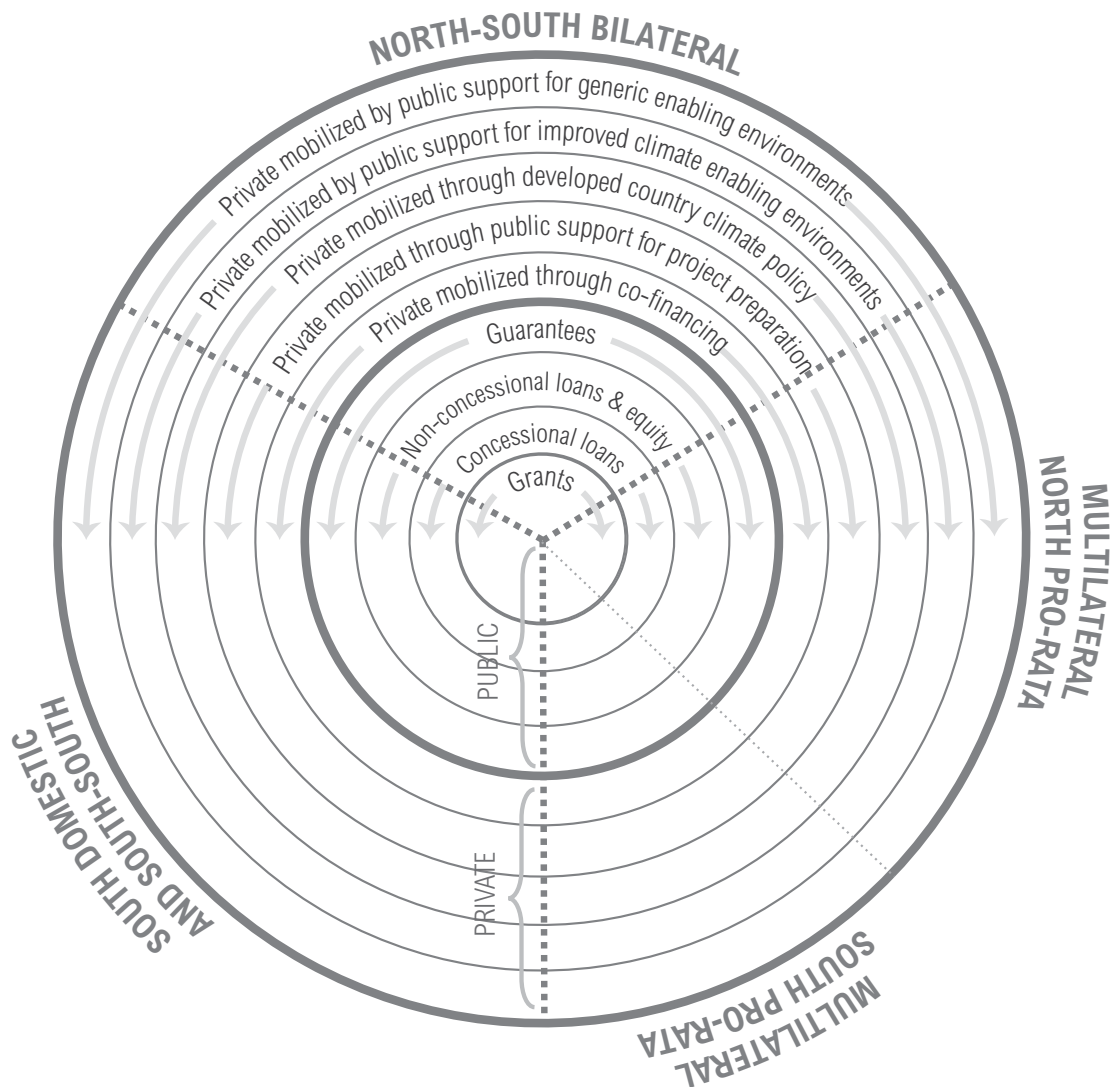 NORTH-SOUTH BILATERAL
Private mobilized by public support for generic enabling environments
Private mobilized by public support for improved climate enabling environments
Private mobilized through developed country climate policy
Private mobilized through public support for project preparation
Private mobilized through co-financing
Guarantees
Non-concessional loans & equity
Concessional loans
Grants
MULTILATERAL
NORTH PRO-RATA
PUBLIC
PRIVATE
SOUTH DOMESTIC
AND SOUTH-SOUTH
MULTILATERAL
SOUTH PRO-RATA